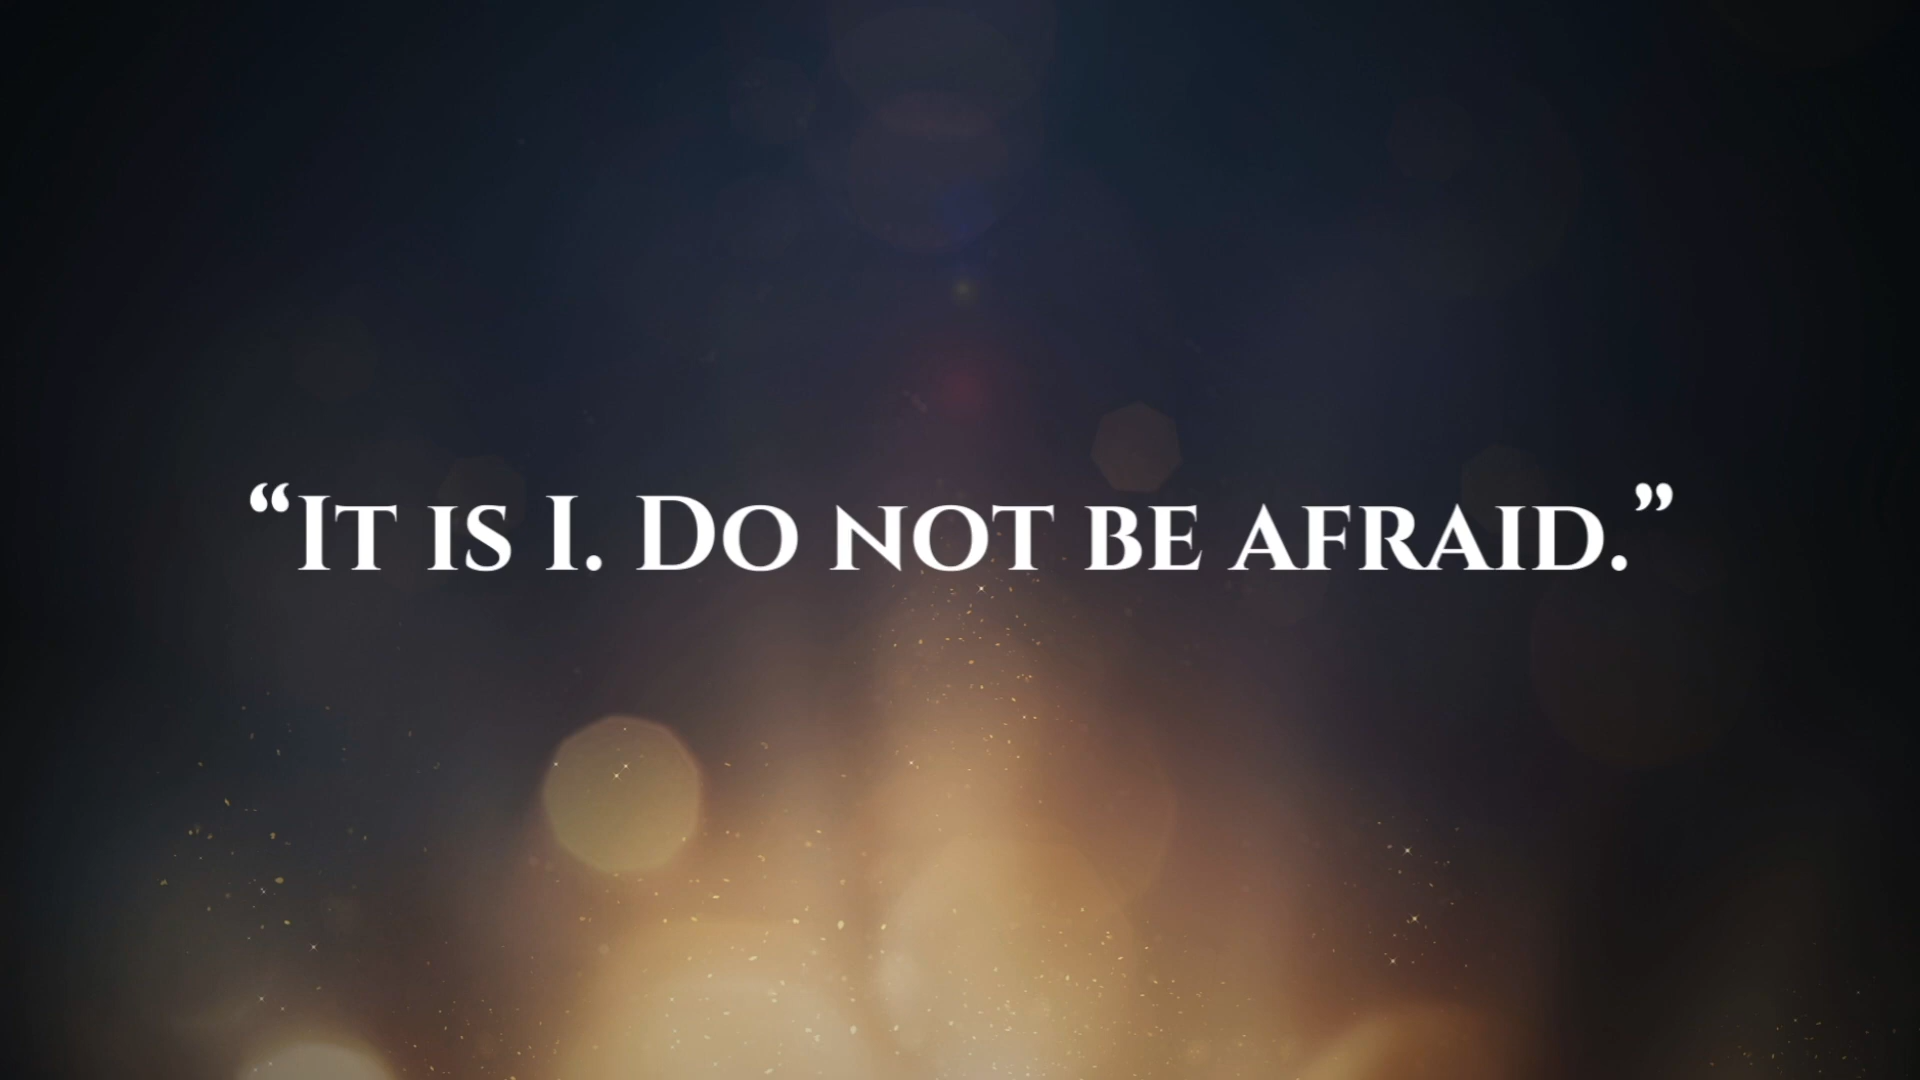 “It is I. Do not be afraid.”